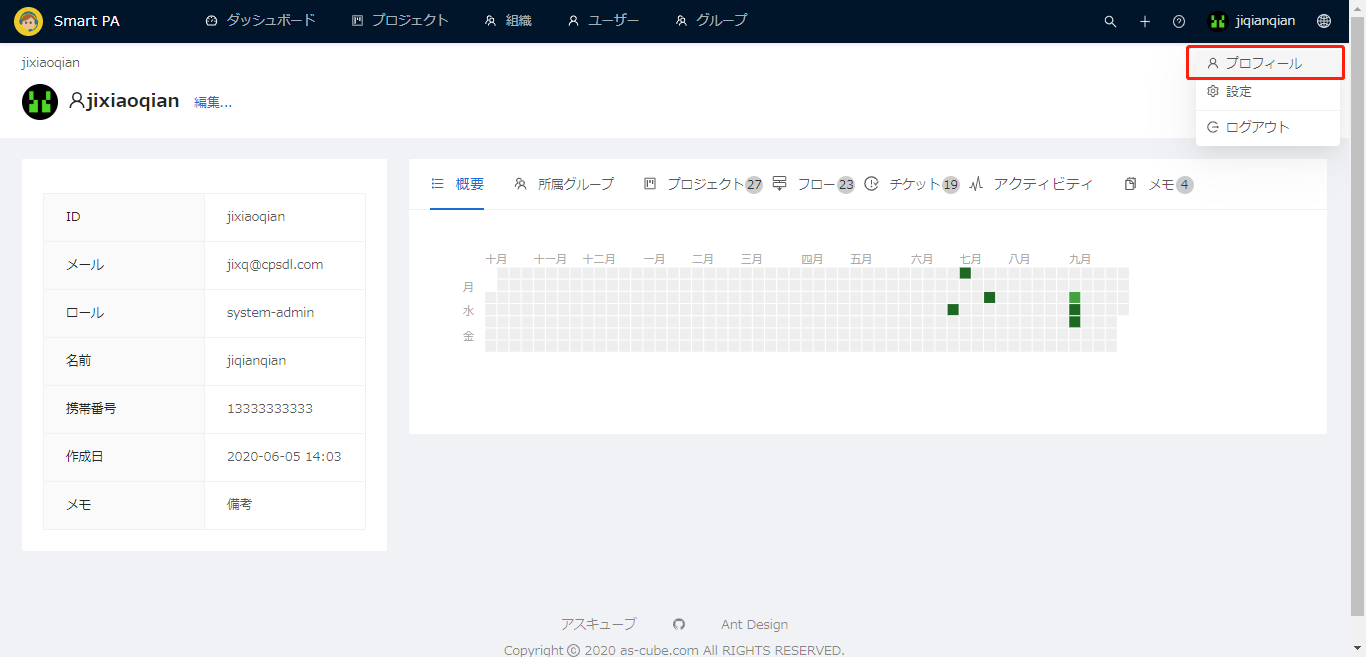 Smart PA ダッシュボード プロジェクト 組織 ユーザー グループ jiqianqian
jixiaoqian
プロフィール
jixiaoqian 編集...
設定
ログアウト
概要 所属グループ プロジェクト 27 フロー 23 チケット 19 アクティビティ メモ 4
ID jixiaoqian
メール jixq@cpsdl.com
ロール system-admin
名前 jiqianqian
携帯番号 13333333333
作成日 2020-06-05 14:03
メモ 備考
十月 十一月 十二月 一月 二月 三月 四月 五月 六月 七月 八月 九月
月
水
金
アスキューブ Ant Design
Copyright © 2020 as-cube.com All RIGHTS RESERVED.